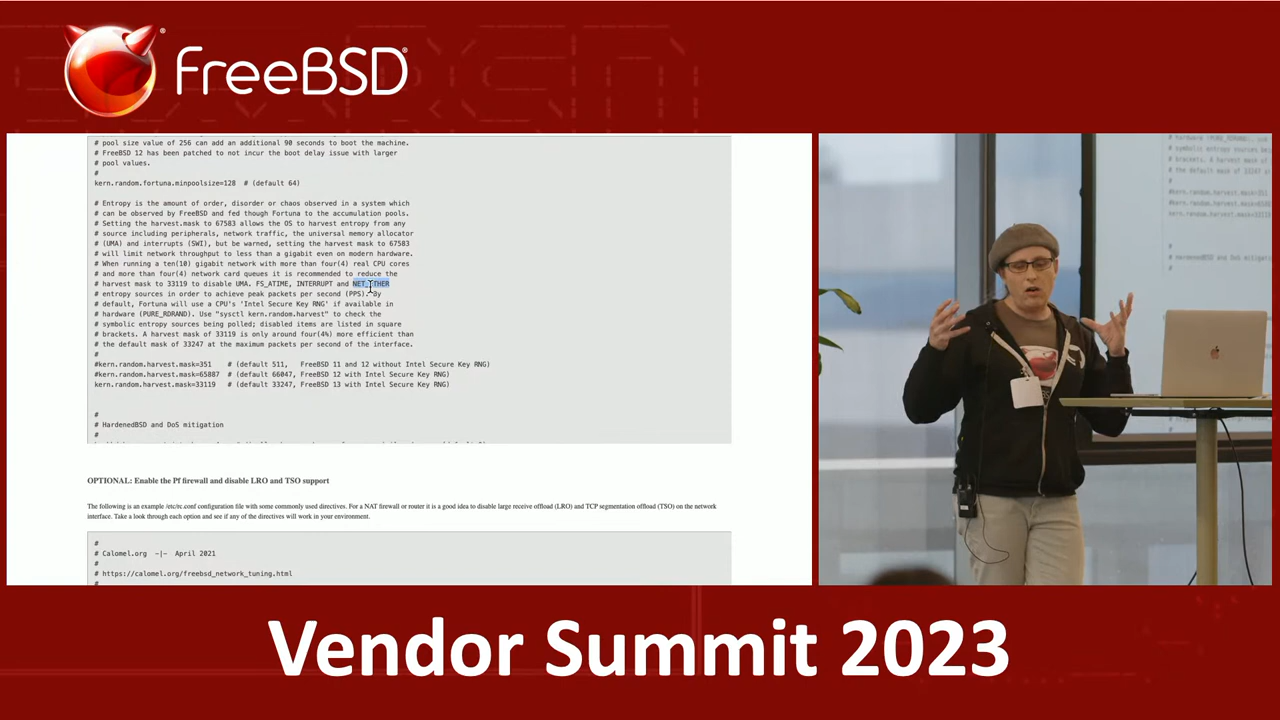 FreeBSD®
# pool size value of 256 can add an additional 90 seconds to boot the machine.
# FreeBSD 12 has been patched to not incur the boot delay issue with larger
# pool values.
#
kern.random.fortuna.minpoolsize=128 # (default 64)
# Entropy is the amount of order, disorder or chaos observed in a system which
# can be observed by FreeBSD and fed though Fortuna to the accumulation pools.
# Setting the harvest.mask to 67583 allows the OS to harvest entropy from any
# source including peripherals, network traffic, the universal memory allocator
# (UMA) and interrupts (SWI), but be warned, setting the harvest mask to 67583
# will limit network throughput to less than a gigabit even on modern hardware.
# When running a ten(10) gigabit network with more than four(4) real CPU cores
# and more than four(4) network card queues it is recommended to reduce the
# harvest mask to 33119 to disable UMA. FS_ATIME, INTERRUPT and NET_ETHER
# entropy sources in order to achieve peak packets per second (PPS). By
# default, Fortuna will use a CPU's 'Intel Secure Key RNG' if available in
# hardware (PURE_RDRAND). Use "sysctl kern.random.harvest" to check the
# symbolic entropy sources being polled; disabled items are listed in square
# brackets. A harvest mask of 33119 is only around four(4%) more efficient than
# the default mask of 33247 at the maximum packets per second of the interface.
#
#kern.random.harvest.mask=351 # (default 511, FreeBSD 11 and 12 without Intel Secure Key RNG)
#kern.random.harvest.mask=65887 # (default 66047, FreeBSD 12 with Intel Secure Key RNG)
kern.random.harvest.mask=33119 # (default 33247, FreeBSD 13 with Intel Secure Key RNG)
#
# HardenedBSD and DoS mitigation
#
OPTIONAL: Enable the Pf firewall and disable LRO and TSO support
The following is an example /etc/rc.conf configuration file with some commonly used directives. For a NAT firewall or router it is a good idea to disable large receive offload (LRO) and TCP segmentation offload (TSO) on the network
interface. Take a look through each option and see if any of the directives will work in your environment.
#
# Calomel.org -|- April 2021
#
# https://calomel.org/freebsd_network_tuning.html
#
Vendor Summit 2023